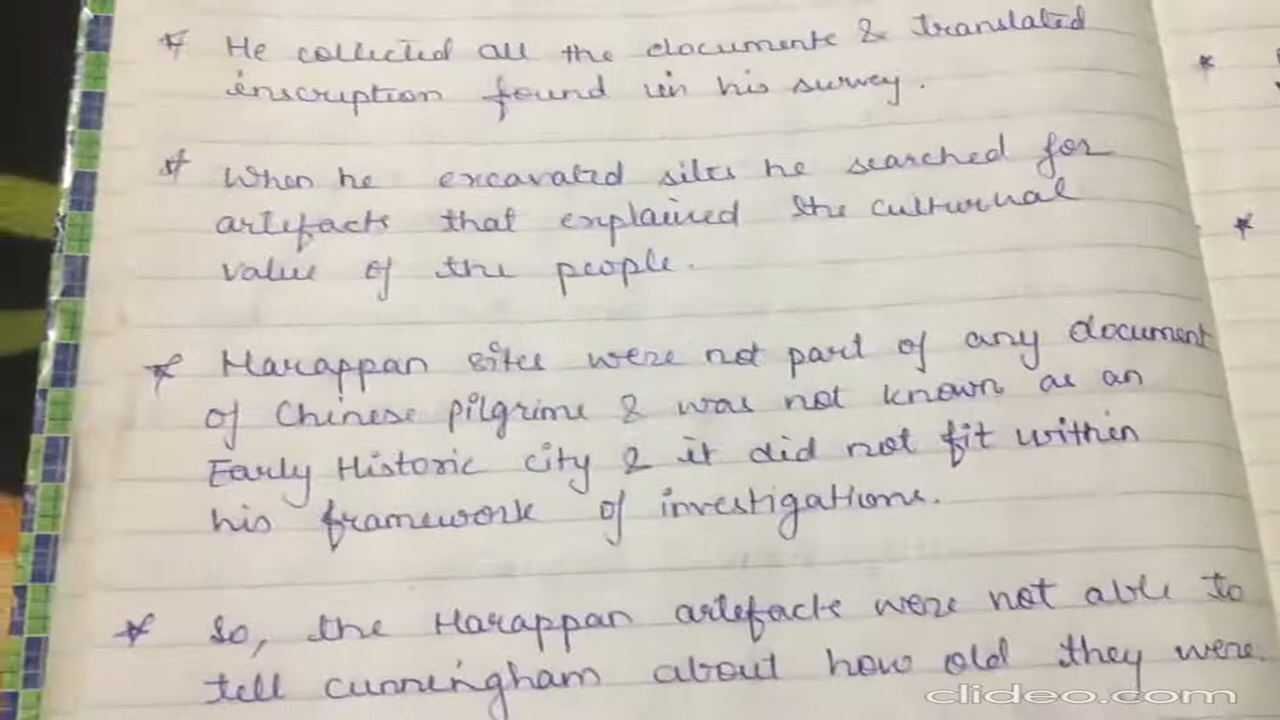 * He collected all the documents & translated
inscription found in his survey.
* When he excavated sites he searched for
artefacts that explained the culturual
value of the people.
* Harappan sites were not part of any document
of Chinese pilgrims & was not known as an
Early Historic city & it did not fit within
his framework of investigations.
* So, the Harappan artefacts were not able to
tell cunningham about how old they were.
clideo.com
*
*